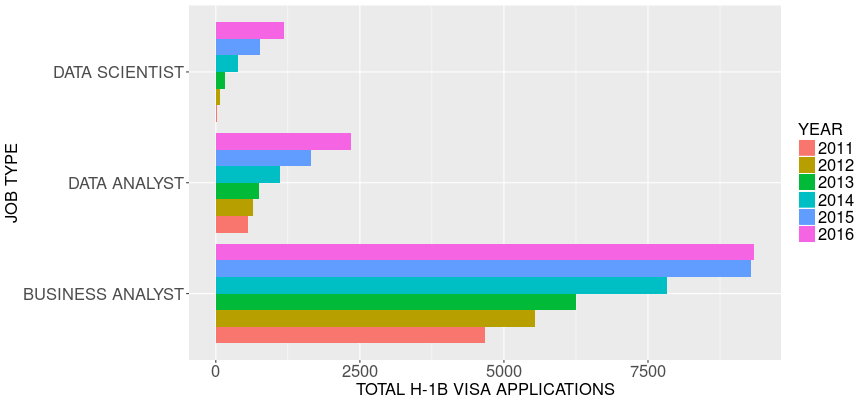 DATA SCIENTIST
DATA ANALYST
BUSINESS ANALYST
JOB TYPE
0 2500 5000 7500
TOTAL H-1B VISA APPLICATIONS
YEAR
2011
2012
2013
2014
2015
2016